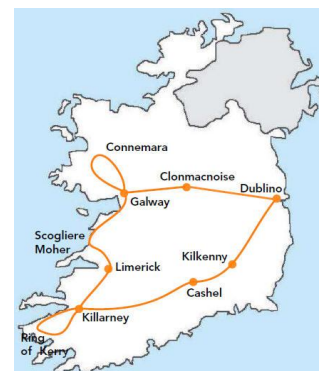 Connemara
Clonmacnoise
Dublino
Galway
Scogliere
Moher
Kilkenny
Limerick
Cashel
Killarney
Ring
of Kerry